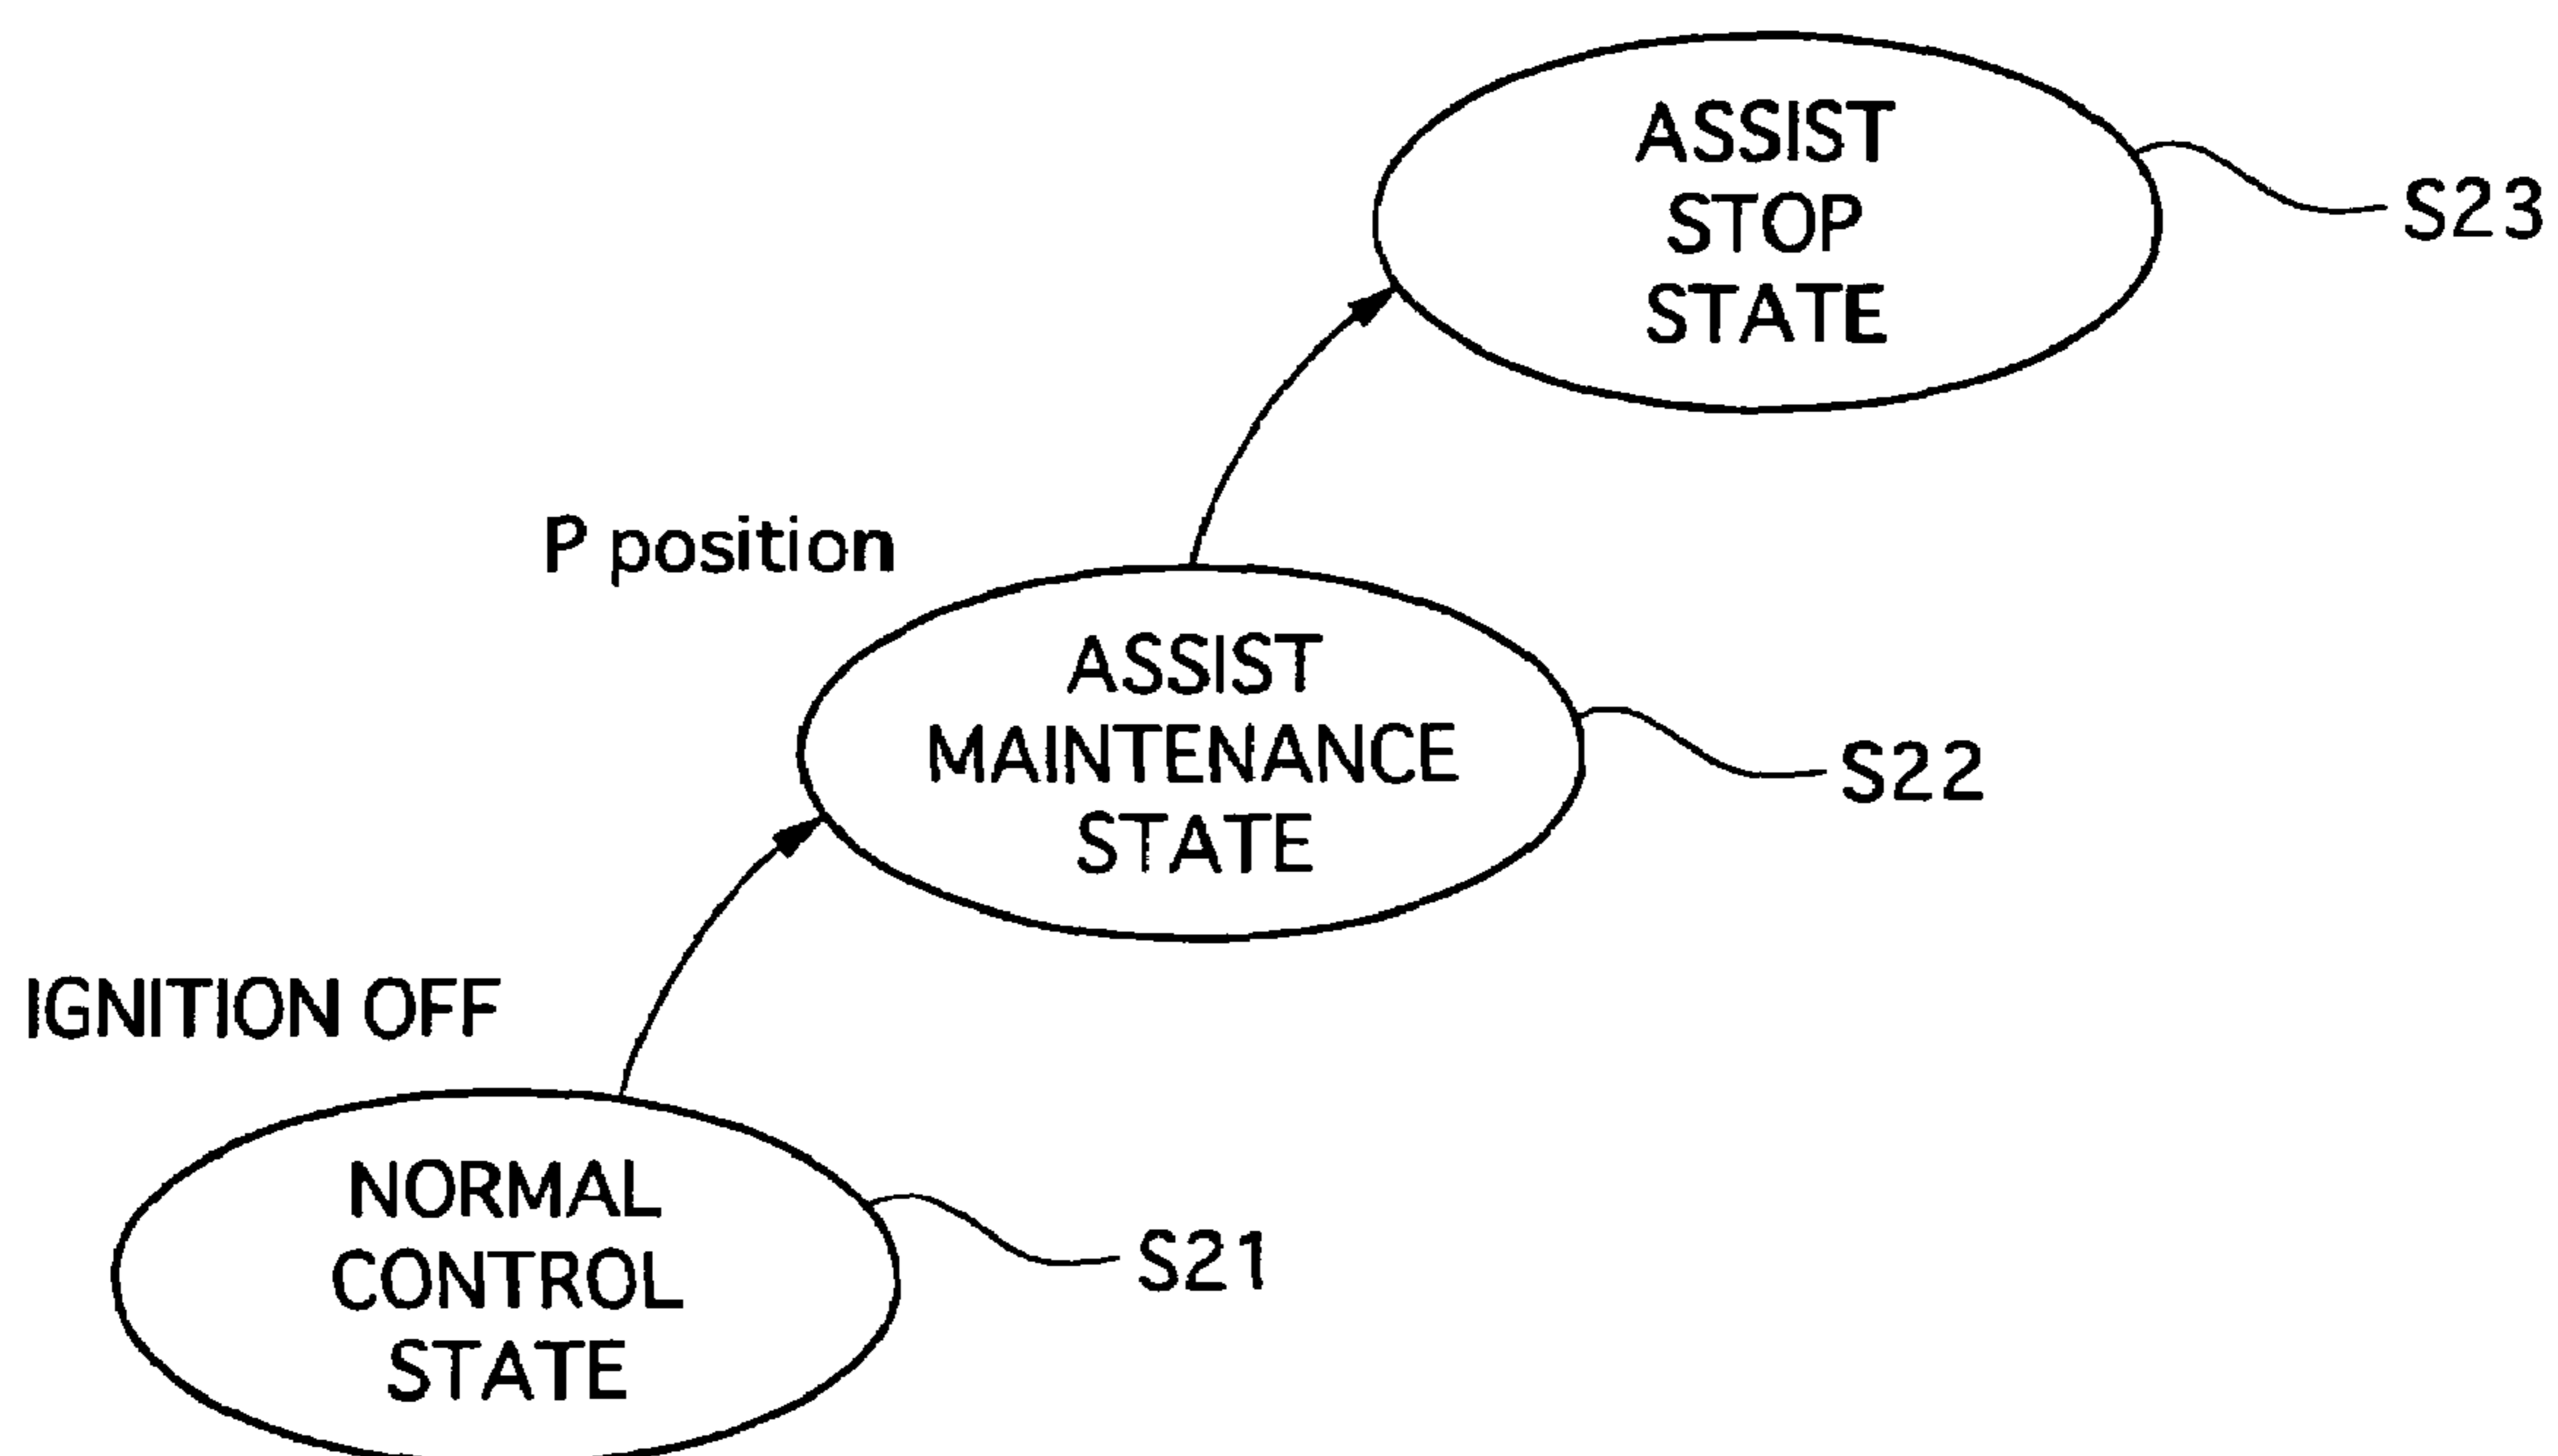 ASSIST
STOP
STATE
S23
P position
ASSIST
MAINTENANCE
STATE
S22
IGNITION OFF
NORMAL
CONTROL
STATE
S21